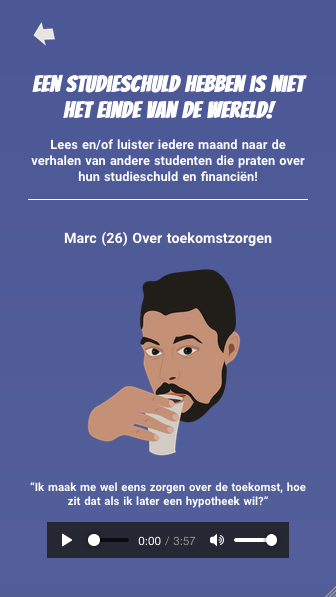 EEN STUDIESCHULD HEBBEN IS NIET
HET EINDE VAN DE WERELD!
Lees en/of luister iedere maand naar de
verhalen van andere studenten die praten over
hun studieschuld en financiën!
Marc (26) Over toekomstzorgen
“Ik maak me wel eens zorgen over de toekomst, hoe
zit dat als ik later een hypotheek wil?”
0:00 / 3:57